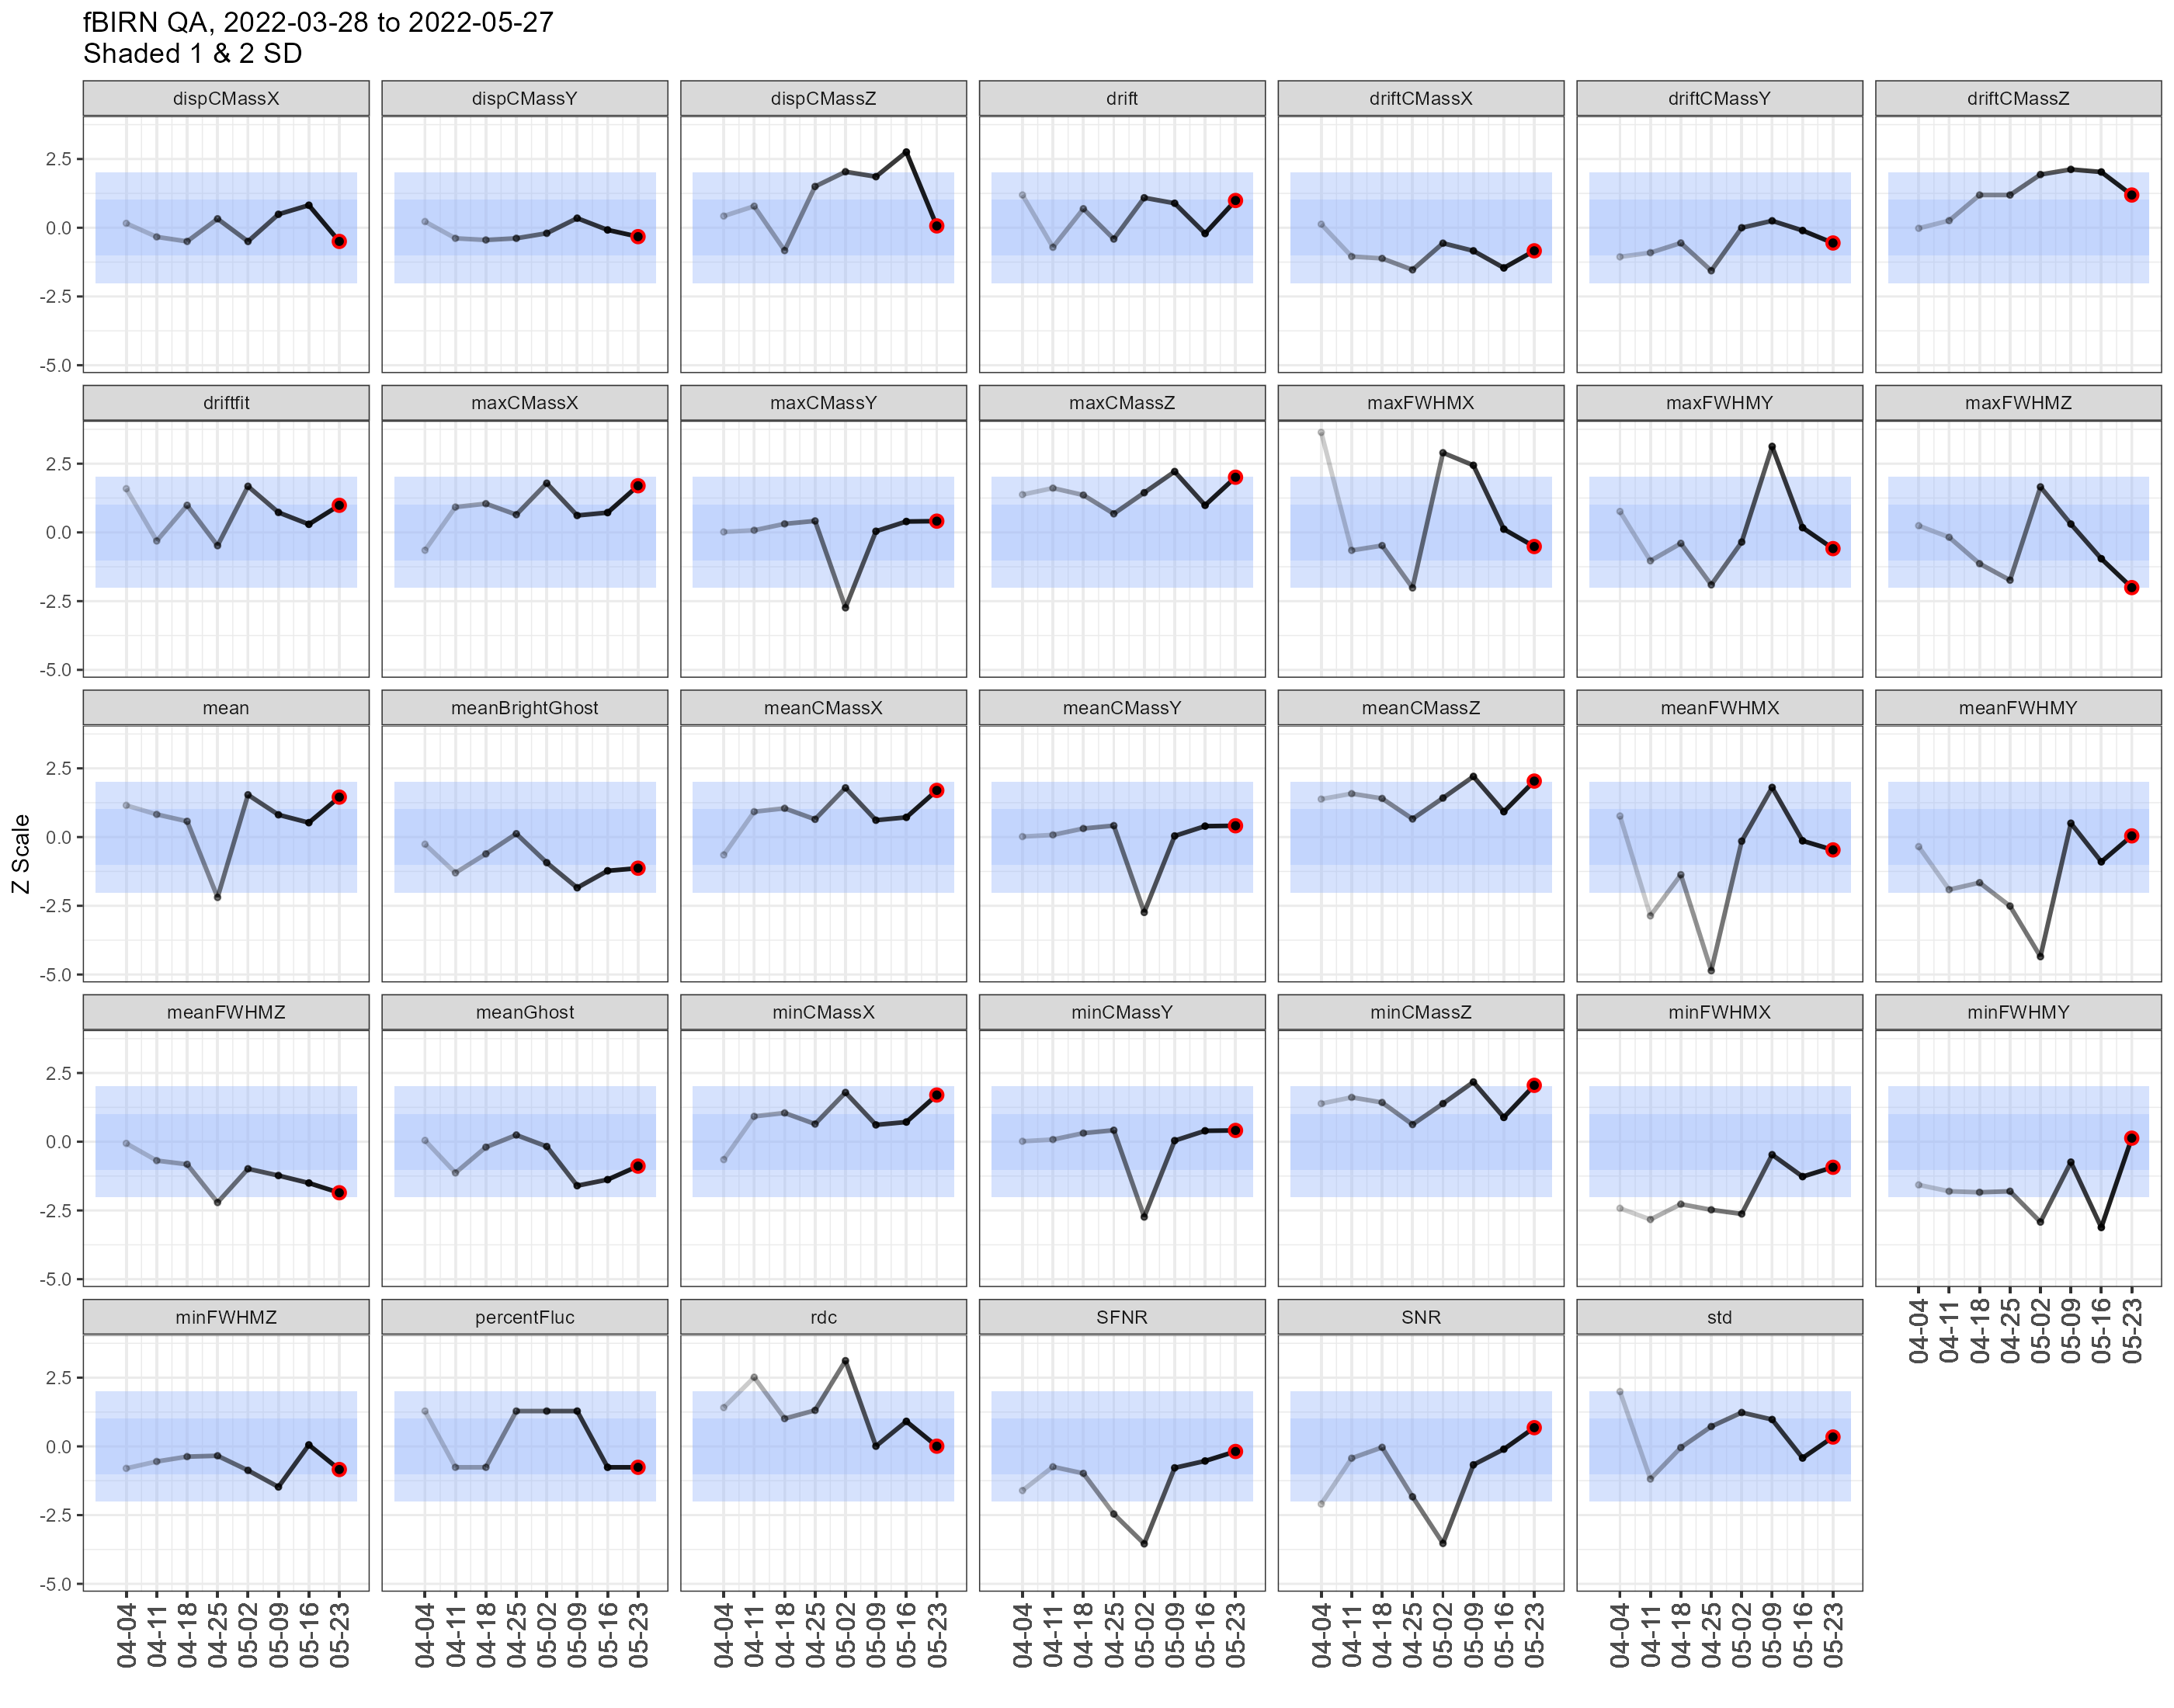 fBIRN QA, 2022-03-28 to 2022-05-27
Shaded 1 & 2 SD
dispCMassX dispCMassY dispCMassZ drift driftCMassX driftCMassY driftCMassZ
2.5
0.0
-2.5
-5.0
driftfit maxCMassX maxCMassY maxCMassZ maxFWHMX maxFWHMY maxFWHMZ
2.5
0.0
-2.5
-5.0
mean meanBrightGhost meanCMassX meanCMassY meanCMassZ meanFWHMX meanFWHMY
2.5
0.0
-2.5
-5.0
Z Scale
meanFWHMZ meanGhost minCMassX minCMassY minCMassZ minFWHMX minFWHMY
2.5
0.0
-2.5
-5.0
04-04 04-11 04-18 04-25 05-02 05-09 05-16 05-23
minFWHMZ percentFluc rdc SFNR SNR std
2.5
0.0
-2.5
-5.0
04-04 04-11 04-18 04-25 05-02 05-09 05-16 05-23 04-04 04-11 04-18 04-25 05-02 05-09 05-16 05-23 04-04 04-11 04-18 04-25 05-02 05-09 05-16 05-23 04-04 04-11 04-18 04-25 05-02 05-09 05-16 05-23 04-04 04-11 04-18 04-25 05-02 05-09 05-16 05-23 04-04 04-11 04-18 04-25 05-02 05-09 05-16 05-23